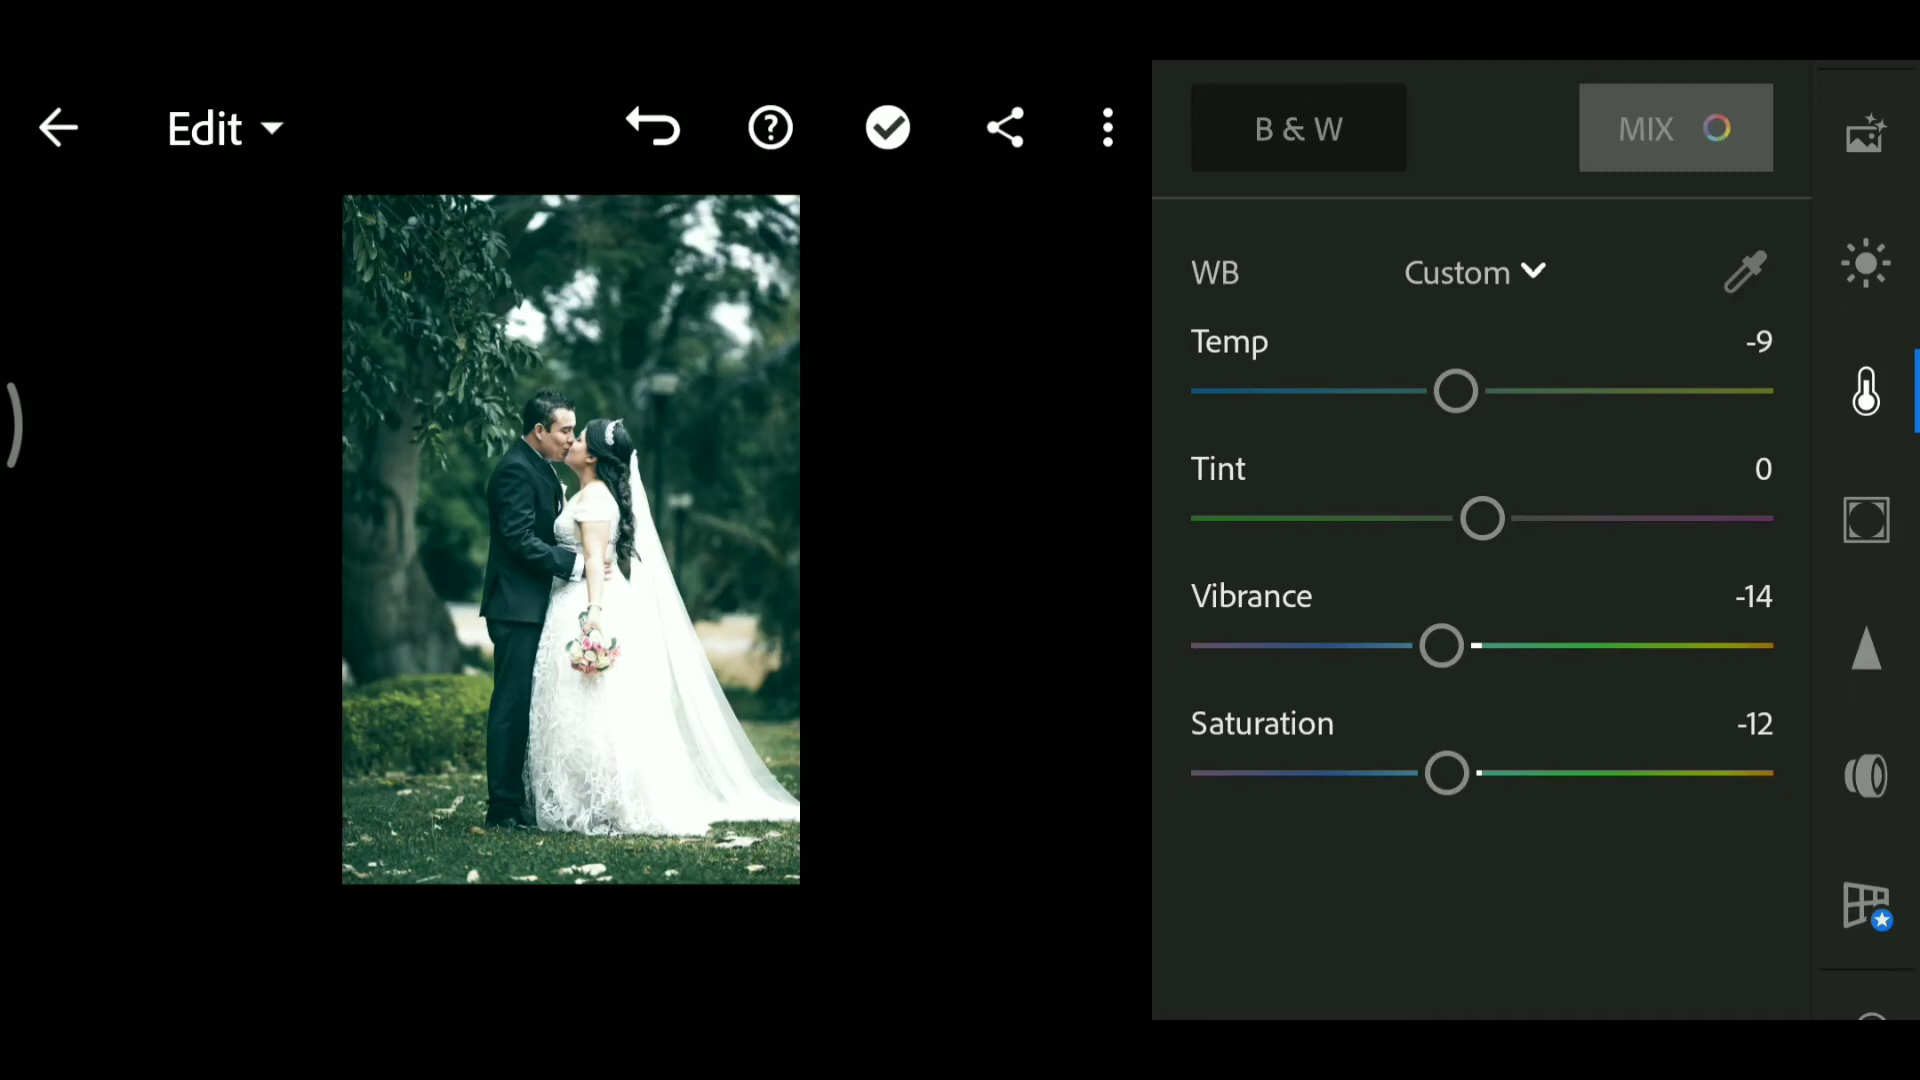 Edit
B & W
MIX
WB
Custom
Temp
-9
Tint
0
Vibrance
-14
Saturation
-12